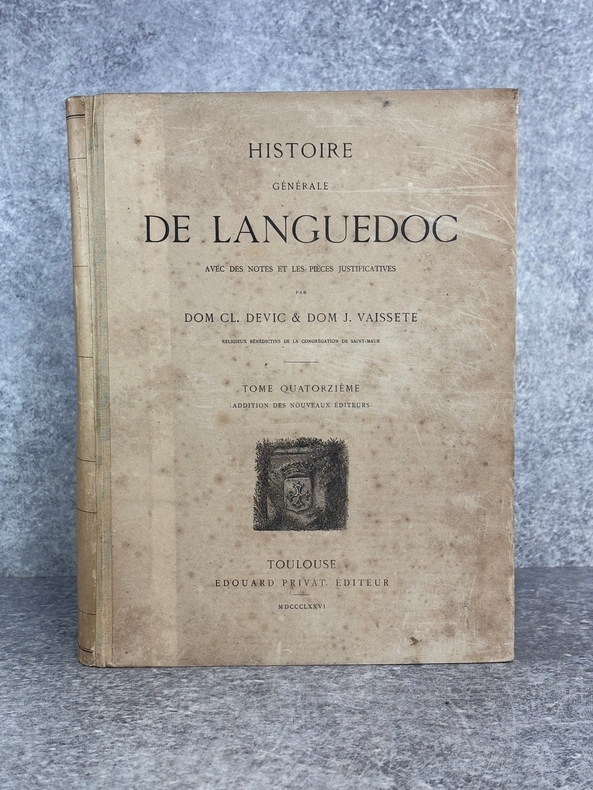 HISTOIRE
GÉNÉRALE
DE LANGUEDOC
AVEC DES NOTES ET LES PIÈCES JUSTIFICATIVES
PAR
DOM CL. DEVIC & DOM J. VAISSETE
RELIGIEUX BÉNÉDICTINS DE LA CONGRÉGATION DE SAINT-MAUR
TOME QUATORZIÈME
ADDITION DES NOUVEAUX ÉDITEURS
TOULOUSE
ÉDOUARD PRIVAT, ÉDITEUR
MDCCCLXXVI